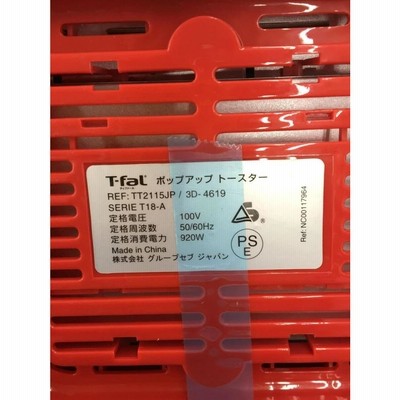 T-faL ポップアップ トースター
REF: TT2115JP / 3D- 4619
SERIE T18-A
定格電圧 100V
定格周波数 50/60Hz
定格消費電力 920W
Made in China
株式会社 グループセブ ジャパン
PS
E
Ref: NC00117964